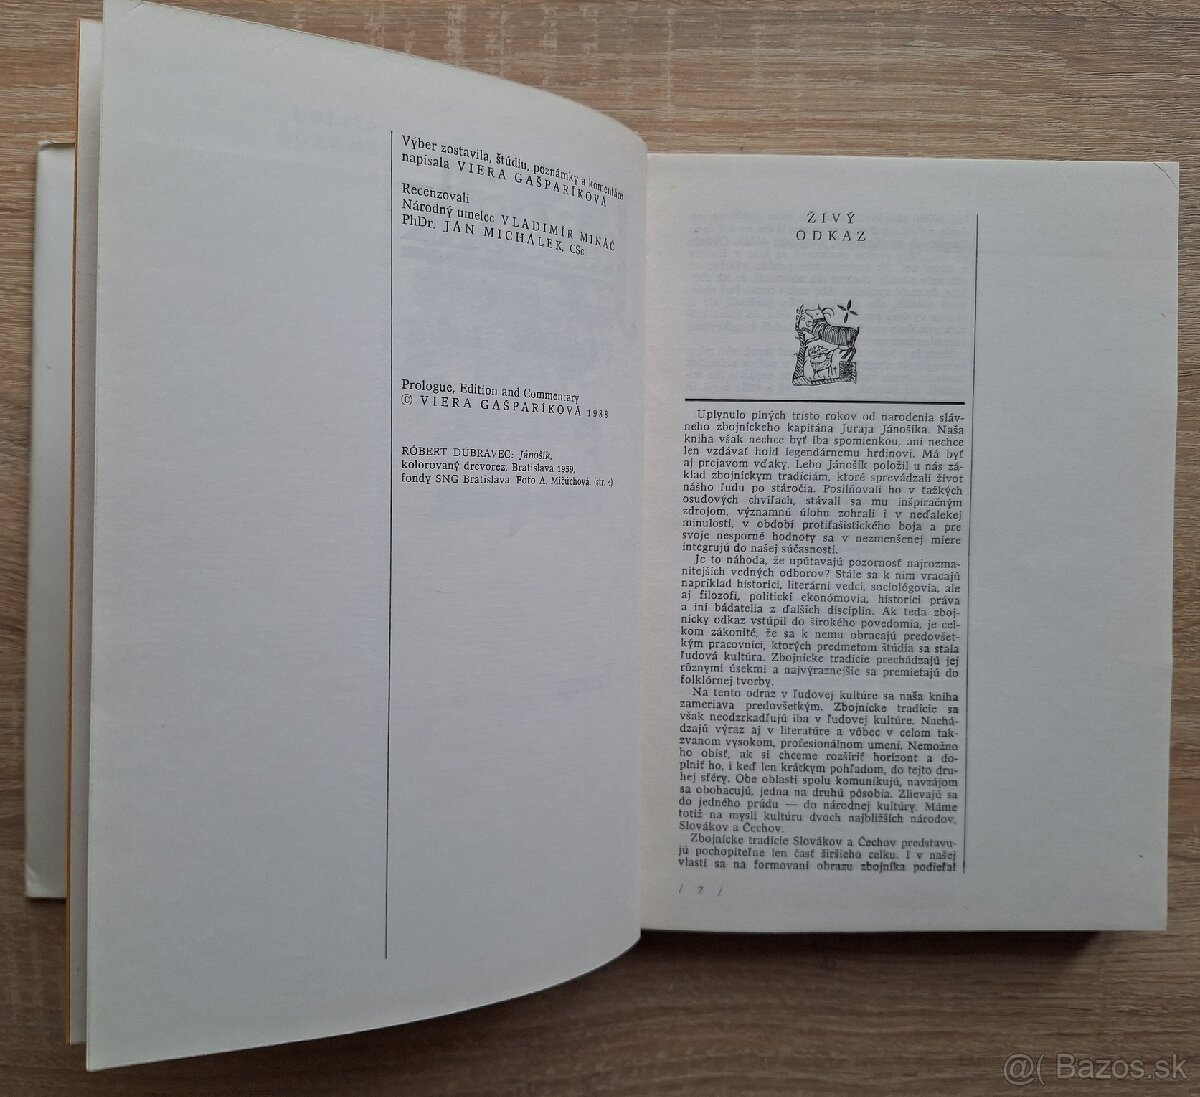 Výber zostavila, štúdiu, poznámky a komentáre
napísala VIERA GAŠPARÍKOVÁ
Recenzovali
Národný umelec VLADIMÍR MINÁČ
PhDr. JÁN MICHÁLEK, CSc.
Prologue, Edition and Commentary
© VIERA GAŠPARÍKOVÁ 1988
RÓBERT DÚBRAVEC: Jánošík,
kolorovaný drevorez, Bratislava 1959,
fondy SNG Bratislava. Foto A. Mičúchová (str. 4)
ŽIVÝ
ODKAZ
Uplynulo plných tristo rokov od narodenia sláv-
neho zbojníckeho kapitána Juraja Jánošíka. Naša
kniha však nechce byť iba spomienkou, ani nechce
len vzdávať hold legendárnemu hrdinovi. Má byť
aj prejavom vďaky. Lebo Jánošík položil u nás zá-
klad zbojníckym tradíciám, ktoré sprevádzali život
nášho ľudu po stáročia. Posilňovali ho v ťažkých
osudových chvíľach, stávali sa mu inšpiračným
zdrojom, významnú úlohu zohrali i v neďalekej
minulosti, v období protifašistického boja a pre
svoje nesporné hodnoty sa v nezmenšenej miere
integrujú do našej súčasnosti.
Je to náhoda, že upútavajú pozornosť najrozma-
nitejších vedných odborov? Stále sa k nim vracajú
napríklad historici, literárni vedci, sociológovia, ale
aj filozofi, politickí ekonómovia, historici práva
a iní bádatelia z ďalších disciplín. Ak teda zboj-
nícky odkaz vstúpil do širokého povedomia, je cel-
kom zákonité, že sa k nemu obracajú predovšet-
kým pracovníci, ktorých predmetom štúdia sa stala
ľudová kultúra. Zbojnícke tradície prechádzajú jej
rôznymi úsekmi a najvýraznejšie sa premietajú do
folklórnej tvorby.
Na tento odraz v ľudovej kultúre sa naša kniha
zameriava predovšetkým. Zbojnícke tradície sa
však neodzrkadľujú iba v ľudovej kultúre. Nachá-
dzajú výraz aj v literatúre a vôbec v celom tak-
zvanom vysokom, profesionálnom umení. Nemožno
ho obísť, ak si chceme rozšíriť horizont a do-
plniť ho, i keď len krátkym pohľadom, do tejto dru-
hej sféry. Obe oblasti spolu komunikujú, navzájom
sa obohacujú, jedna na druhú pôsobia. Zlievajú sa
do jedného prúdu — do národnej kultúry. Máme
totiž na mysli kultúru dvoch najbližších národov,
Slovákov a Čechov.
Zbojnícke tradície Slovákov a Čechov predstavu-
jú pochopiteľne len časť širšieho celku. I v našej
vlasti sa na formovaní obrazu zbojníka podieľal
/ 7 /
@( Bazos.sk